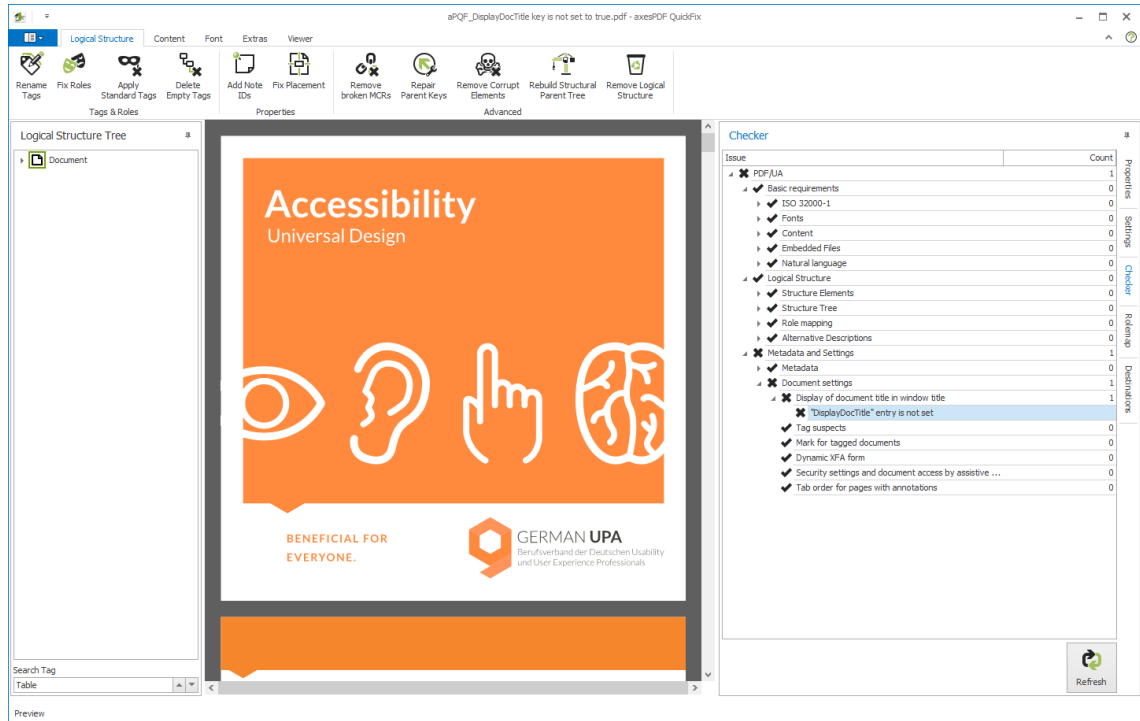 aPQF_DisplayDocTitle key is not set to true.pdf - axesPDF QuickFix
Logical Structure Content Font Extras Viewer
Rename Tags
Fix Roles
Apply Standard Tags
Delete Empty Tags
Add Note IDs
Fix Placement
Remove broken MCRs
Repair Parent Keys
Remove Corrupt Elements
Rebuild Structural Parent Tree
Remove Logical Structure
Tags & Roles
Properties
Advanced
Logical Structure Tree
Document
Search Tag
Table
Accessibility
Universal Design
BENEFICIAL FOR
EVERYONE.
GERMAN UPA
Berufsverband der Deutschen Usability
und User Experience Professionals
Checker
Issue Count
PDF/UA 1
Basic requirements 0
ISO 32000-1 0
Fonts 0
Content 0
Embedded Files 0
Natural language 0
Logical Structure 0
Structure Elements 0
Structure Tree 0
Role mapping 0
Alternative Descriptions 0
Metadata and Settings 1
Metadata 0
Document settings 1
Display of document title in window title 1
"DisplayDocTitle" entry is not set
Tag suspects 0
Mark for tagged documents 0
Dynamic XFA form 0
Security settings and document access by assistive ... 0
Tab order for pages with annotations 0
Refresh
Properties
Settings
Checker
Rolemap
Destinations
Preview